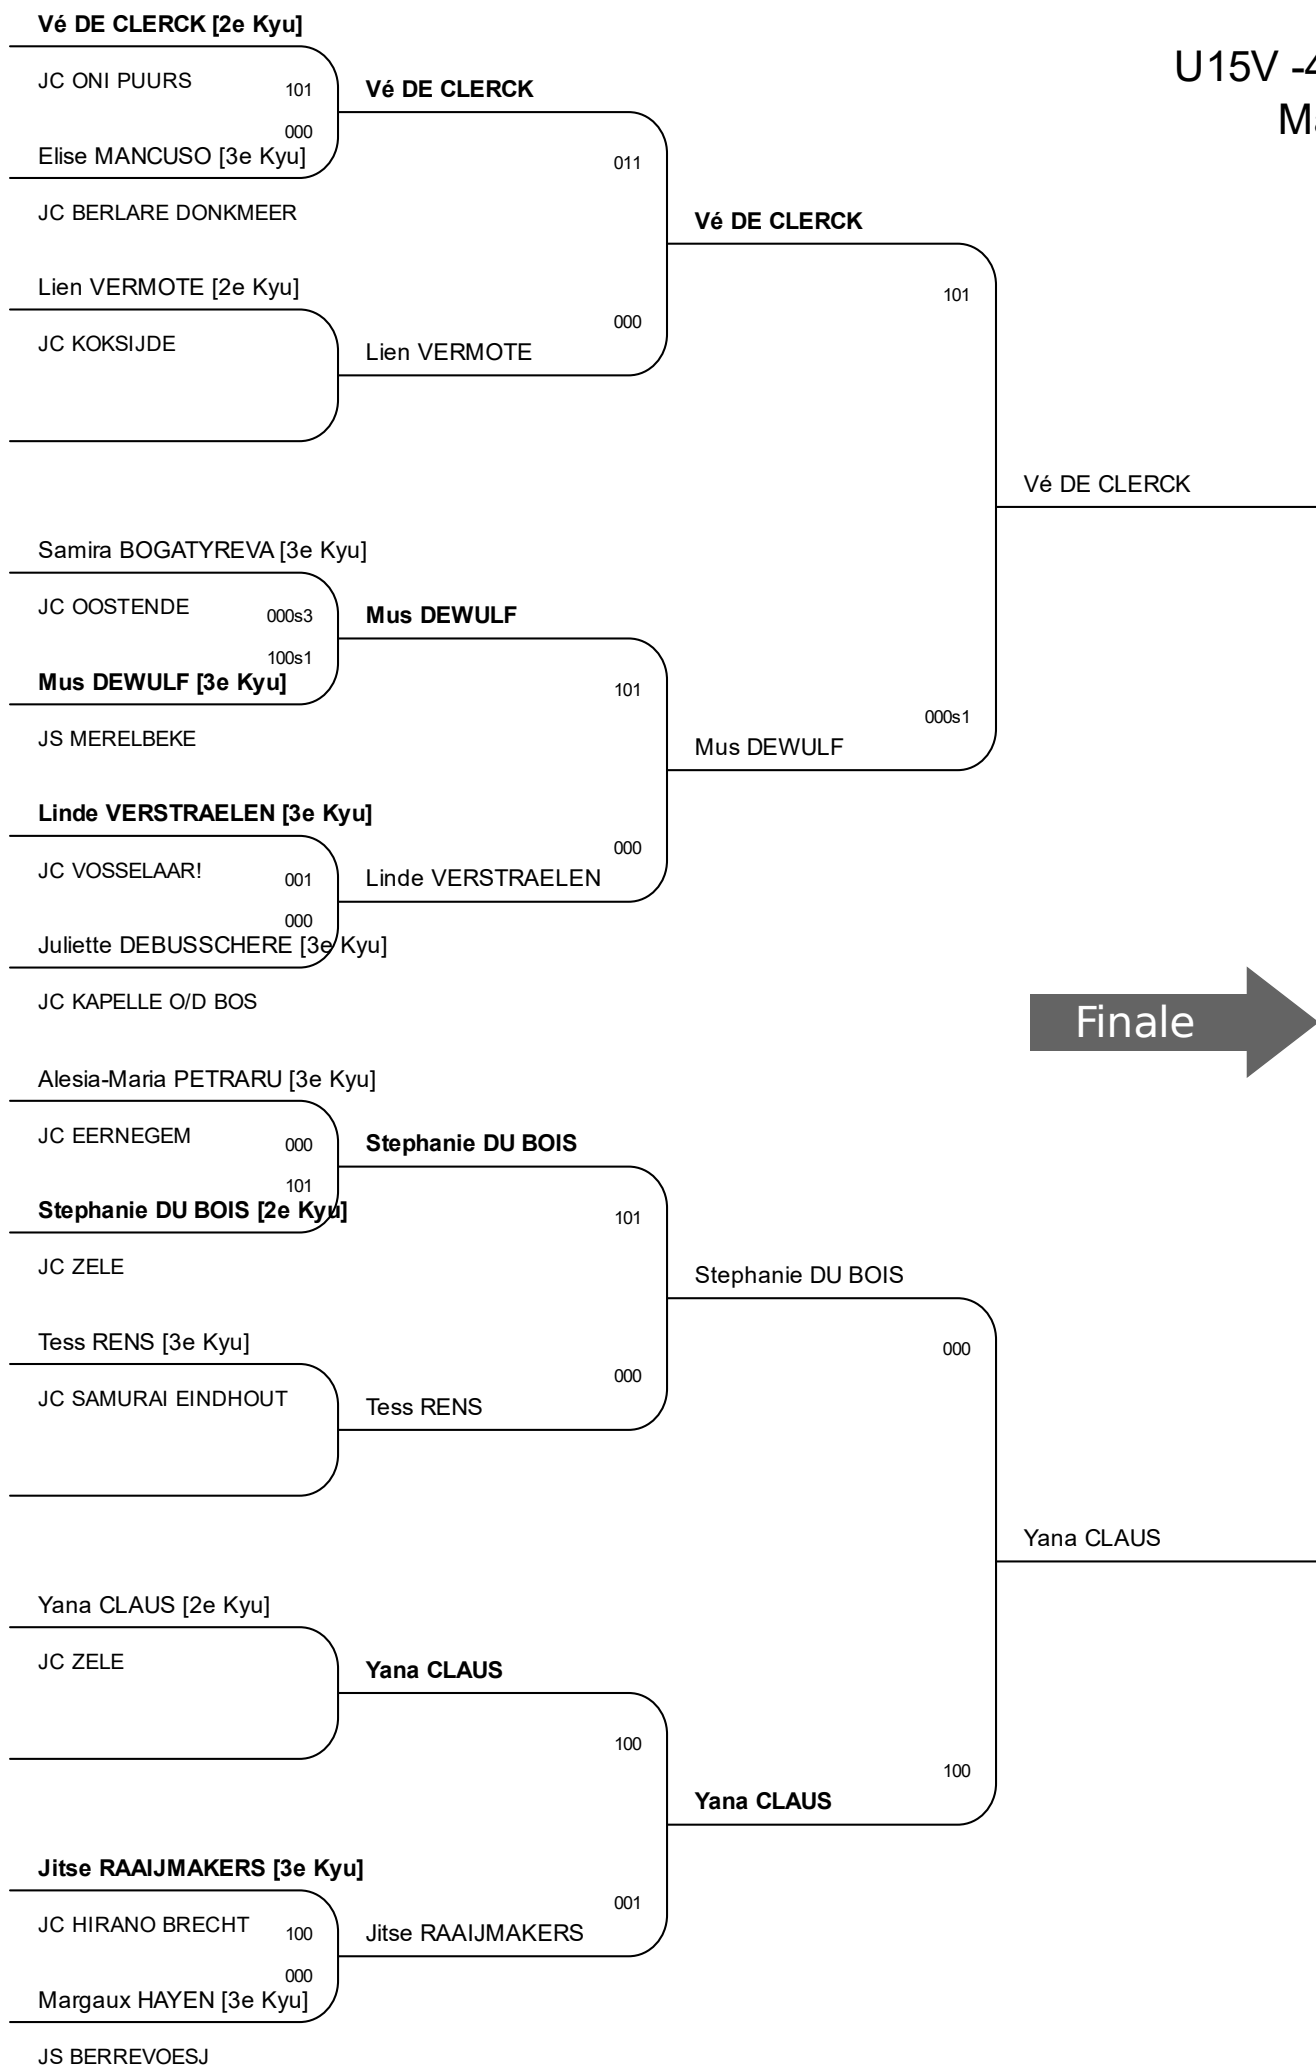 Vé DE CLERCK [2e Kyu]
U15V -4
JC ONI PUURS
101
Vé DE CLERCK
Ma
000
Elise MANCUSO [3e Kyu]
011
JC BERLARE DONKMEER
Vé DE CLERCK
Lien VERMOTE [2e Kyu]
101
000
JC KOKSIJDE
Lien VERMOTE
Vé DE CLERCK
Samira BOGATYREVA [3e Kyu]
JC OOSTENDE
000s3
Mus DEWULF
100s1
Mus DEWULF [3e Kyu]
101
000s1
JS MERELBEKE
Mus DEWULF
Linde VERSTRAELEN [3e Kyu]
000
JC VOSSELAAR!
001
Linde VERSTRAELEN
000
Juliette DEBUSSCHERE [3e Kyu]
JC KAPELLE O/D BOS
Finale
Alesia-Maria PETRARU [3e Kyu]
JC EERNEGEM
000
Stephanie DU BOIS
101
Stephanie DU BOIS [2e Kyu]
101
JC ZELE
Stephanie DU BOIS
Tess RENS [3e Kyu]
000
000
JC SAMURAI EINDHOUT
Tess RENS
Yana CLAUS
Yana CLAUS [2e Kyu]
JC ZELE
Yana CLAUS
100
100
Yana CLAUS
Jitse RAAIJMAKERS [3e Kyu]
001
JC HIRANO BRECHT
100
Jitse RAAIJMAKERS
000
Margaux HAYEN [3e Kyu]
JS BERREVOESJ